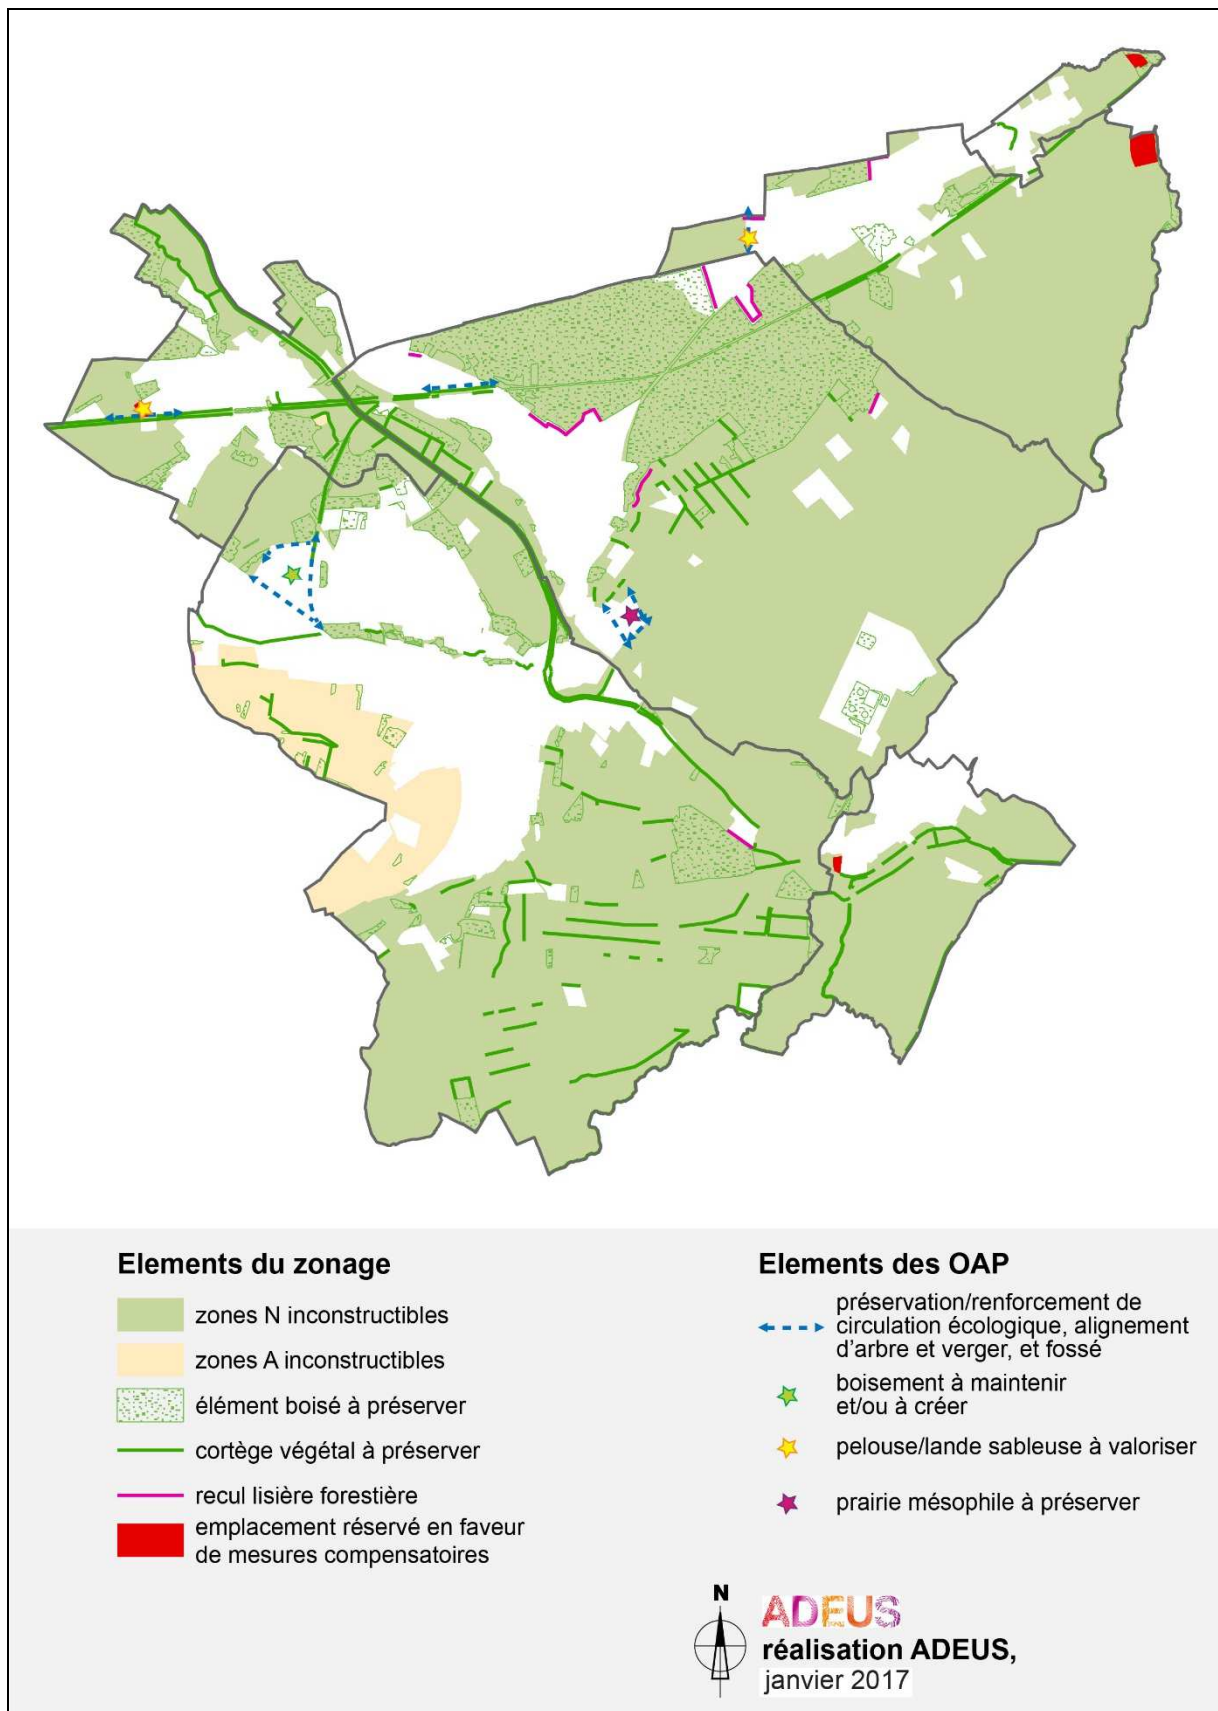 Elements du zonage
zones N inconstructibles
zones A inconstructibles
élément boisé à préserver
cortège végétal à préserver
recul lisière forestière
emplacement réservé en faveur
de mesures compensatoires
Elements des OAP
préservation/renforcement de
circulation écologique, alignement
d'arbre et verger, et fossé
boisement à maintenir
et/ou à créer
pelouse/lande sableuse à valoriser
prairie mésophile à préserver
N
ADEUS
réalisation ADEUS,
janvier 2017